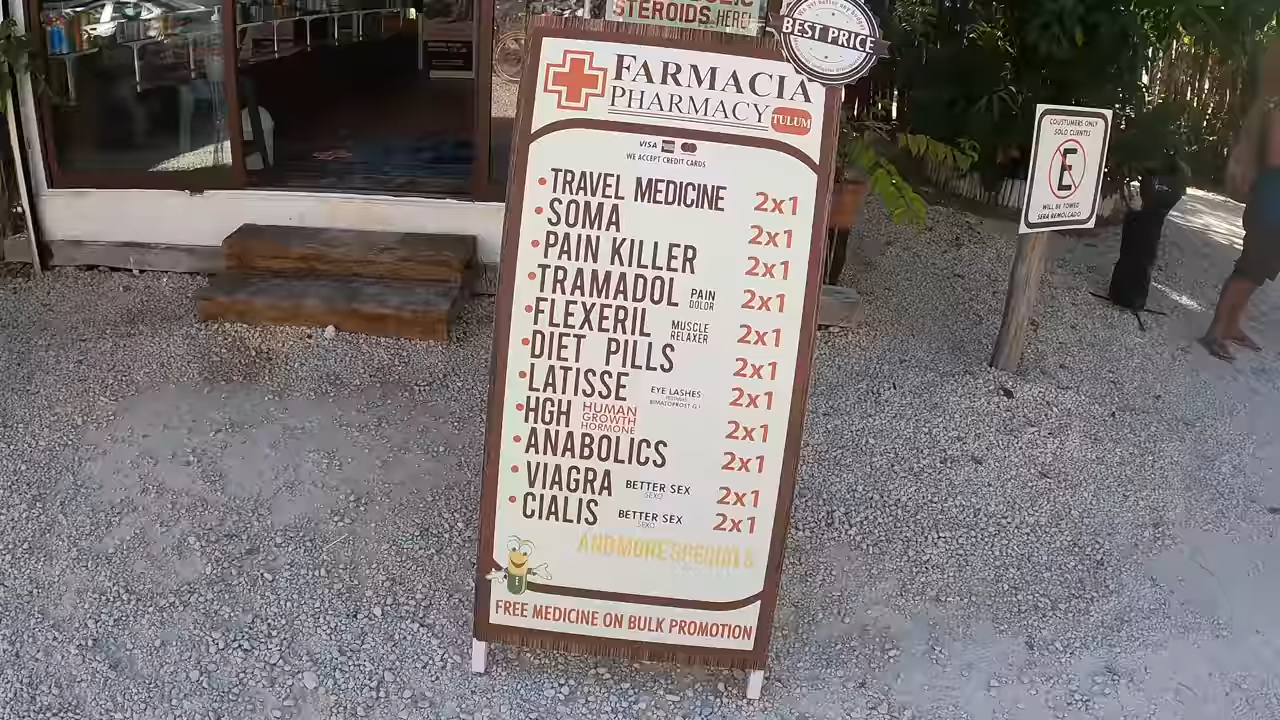 STEROIDS HERE!
BEST PRICE
FARMACIA
PHARMACY
TULUM
VISA
WE ACCEPT CREDIT CARDS
• TRAVEL MEDICINE 2x1
• SOMA 2x1
• PAIN KILLER 2x1
• TRAMADOL PAIN DOLOR 2x1
• FLEXERIL MUSCLE RELAXER 2x1
• DIET PILLS 2x1
• LATISSE EYE LASHES 2x1
• HGH HUMAN GROWTH HORMONE 2x1
• ANABOLICS 2x1
• VIAGRA BETTER SEX SEXO 2x1
• CIALIS BETTER SEX SEXO 2x1
AND MORE SPECIALS
FREE MEDICINE ON BULK PROMOTION
COUSTUMERS ONLY
SOLO CLIENTES
E
WILL BE TOWED
SERA REMOLCADO